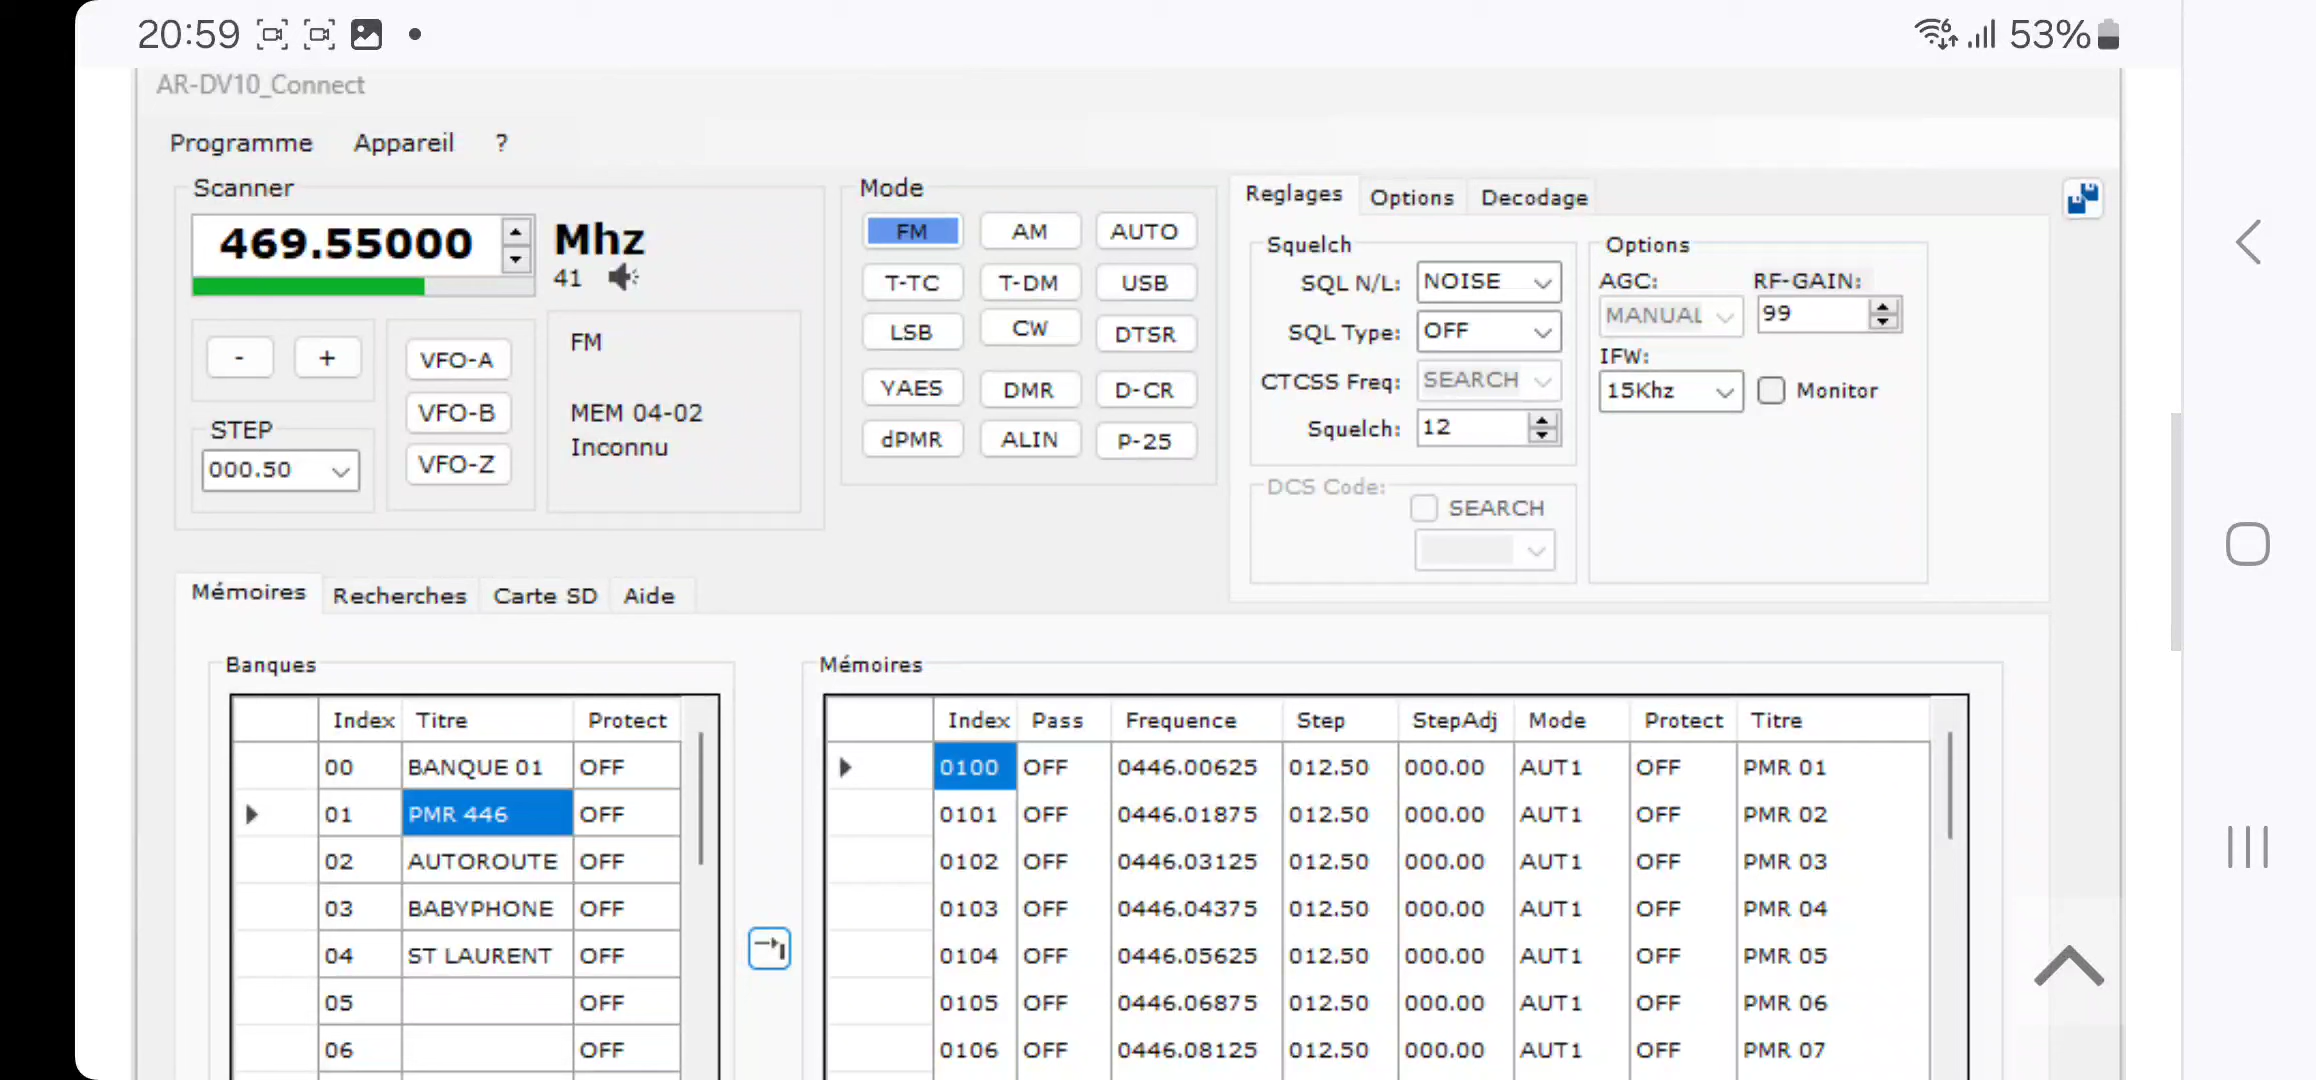 20:59 53%
AR-DV10_Connect
Programme Appareil ?
Scanner
469.55000 Mhz
41
- +
STEP
000.50
VFO-A
VFO-B
VFO-Z
FM
MEM 04-02
Inconnu
Mode
FM AM AUTO
T-TC T-DM USB
LSB CW DTSR
YAES DMR D-CR
dPMR ALIN P-25
Reglages Options Decodage
Squelch
SQL N/L: NOISE
SQL Type: OFF
CTCSS Freq: SEARCH
Squelch: 12
DCS Code:
SEARCH
Options
AGC: RF-GAIN:
MANUAL 99
IFW:
15Khz Monitor
Mémoires Recherches Carte SD Aide
Banques
Index Titre Protect
00 BANQUE 01 OFF
01 PMR 446 OFF
02 AUTOROUTE OFF
03 BABYPHONE OFF
04 ST LAURENT OFF
05 OFF
06 OFF
Mémoires
Index Pass Frequence Step StepAdj Mode Protect Titre
0100 OFF 0446.00625 012.50 000.00 AUT1 OFF PMR 01
0101 OFF 0446.01875 012.50 000.00 AUT1 OFF PMR 02
0102 OFF 0446.03125 012.50 000.00 AUT1 OFF PMR 03
0103 OFF 0446.04375 012.50 000.00 AUT1 OFF PMR 04
0104 OFF 0446.05625 012.50 000.00 AUT1 OFF PMR 05
0105 OFF 0446.06875 012.50 000.00 AUT1 OFF PMR 06
0106 OFF 0446.08125 012.50 000.00 AUT1 OFF PMR 07